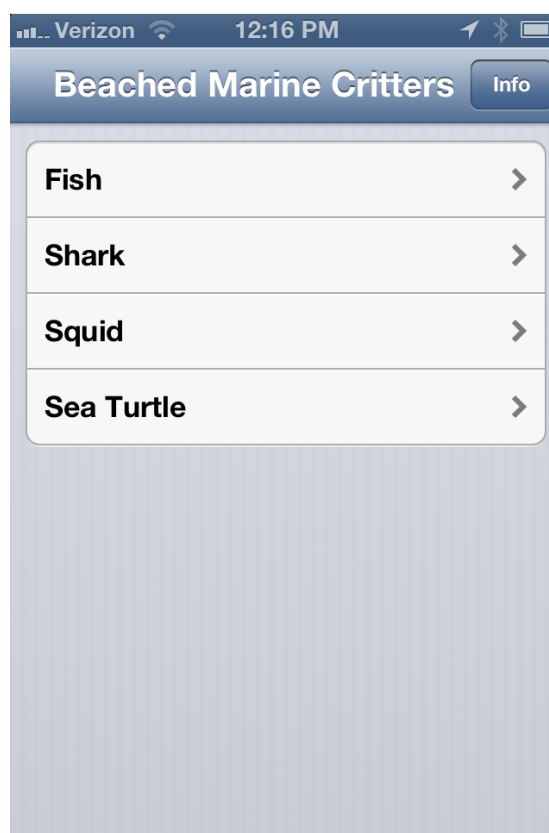 Verizon 12:16 PM
Beached Marine Critters Info
Fish
Shark
Squid
Sea Turtle